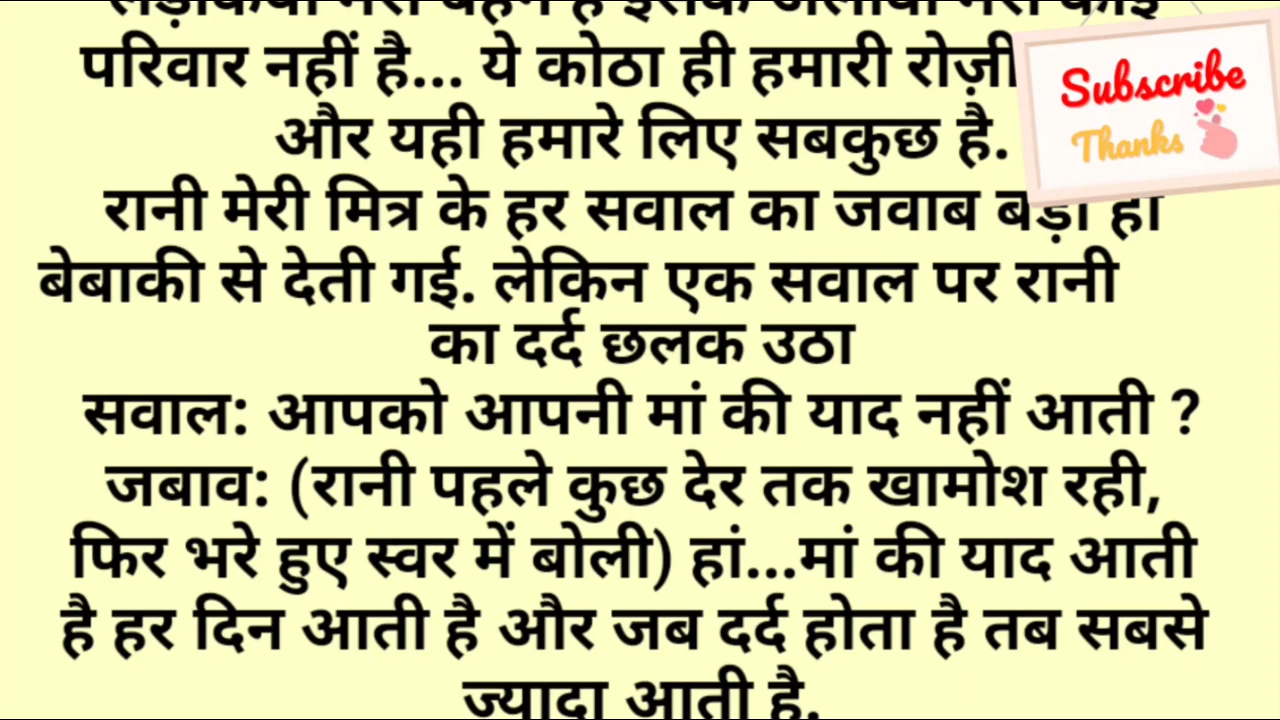 परिवार नहीं है... ये कोठा ही हमारी रोज़ी
और यही हमारे लिए सबकुछ है.
रानी मेरी मित्र के हर सवाल का जवाब बड़ी ही
बेबाकी से देती गई. लेकिन एक सवाल पर रानी
का दर्द छलक उठा
सवाल: आपको आपनी मां की याद नहीं आती ?
जबाव: (रानी पहले कुछ देर तक खामोश रही,
फिर भरे हुए स्वर में बोली) हां...मां की याद आती
है हर दिन आती है और जब दर्द होता है तब सबसे
ज्यादा आती है.
Subscribe
Thanks